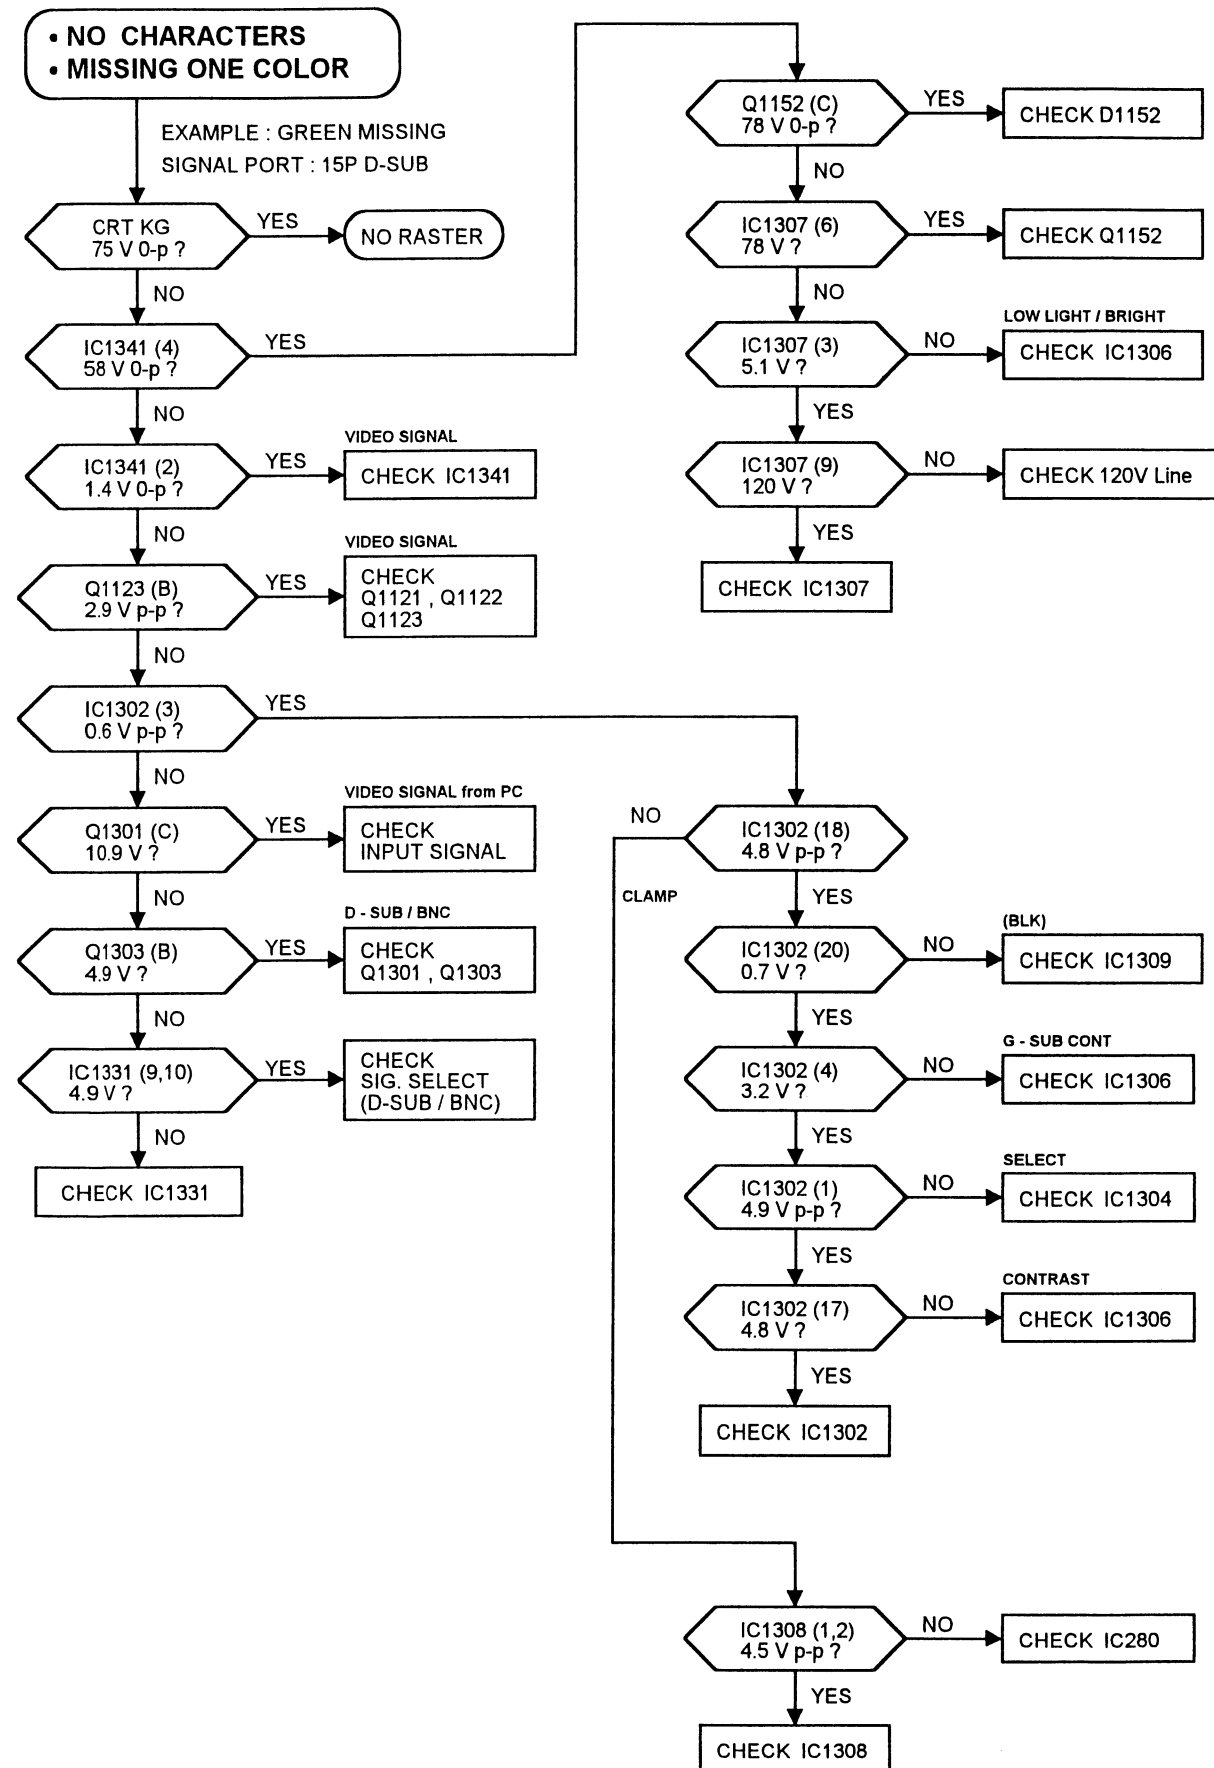 • NO CHARACTERS
• MISSING ONE COLOR
EXAMPLE : GREEN MISSING
SIGNAL PORT : 15P D-SUB
CRT KG
75 V 0-p ?
YES
NO RASTER
NO
IC1341 (4)
58 V 0-p ?
YES
NO
IC1341 (2)
1.4 V 0-p ?
YES
VIDEO SIGNAL
CHECK IC1341
NO
Q1123 (B)
2.9 V p-p ?
YES
VIDEO SIGNAL
CHECK
Q1121 , Q1122
Q1123
NO
IC1302 (3)
0.6 V p-p ?
YES
NO
Q1301 (C)
10.9 V ?
YES
VIDEO SIGNAL from PC
CHECK
INPUT SIGNAL
NO
Q1303 (B)
4.9 V ?
YES
D - SUB / BNC
CHECK
Q1301 , Q1303
NO
IC1331 (9,10)
4.9 V ?
YES
CHECK
SIG. SELECT
(D-SUB / BNC)
NO
CHECK IC1331
Q1152 (C)
78 V 0-p ?
YES
CHECK D1152
NO
IC1307 (6)
78 V ?
YES
CHECK Q1152
NO
IC1307 (3)
5.1 V ?
NO
LOW LIGHT / BRIGHT
CHECK IC1306
YES
IC1307 (9)
120 V ?
NO
CHECK 120V Line
YES
CHECK IC1307
NO
CLAMP
IC1302 (18)
4.8 V p-p ?
YES
IC1302 (20)
0.7 V ?
NO
(BLK)
CHECK IC1309
YES
IC1302 (4)
3.2 V ?
NO
G - SUB CONT
CHECK IC1306
YES
IC1302 (1)
4.9 V p-p ?
NO
SELECT
CHECK IC1304
YES
IC1302 (17)
4.8 V ?
NO
CONTRAST
CHECK IC1306
YES
CHECK IC1302
IC1308 (1,2)
4.5 V p-p ?
NO
CHECK IC280
YES
CHECK IC1308